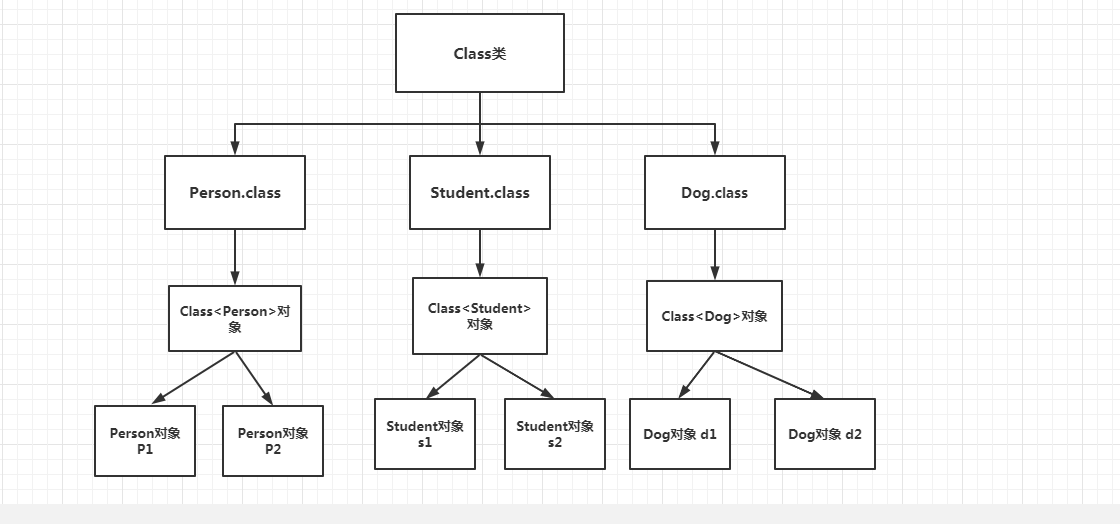 Class类
Person.class
Student.class
Dog.class
Class<Person>对
象
Class<Student>
对象
Class<Dog>对象
Person对象
P1
Person对象
P2
Student对象
s1
Student对象
s2
Dog对象 d1
Dog对象 d2